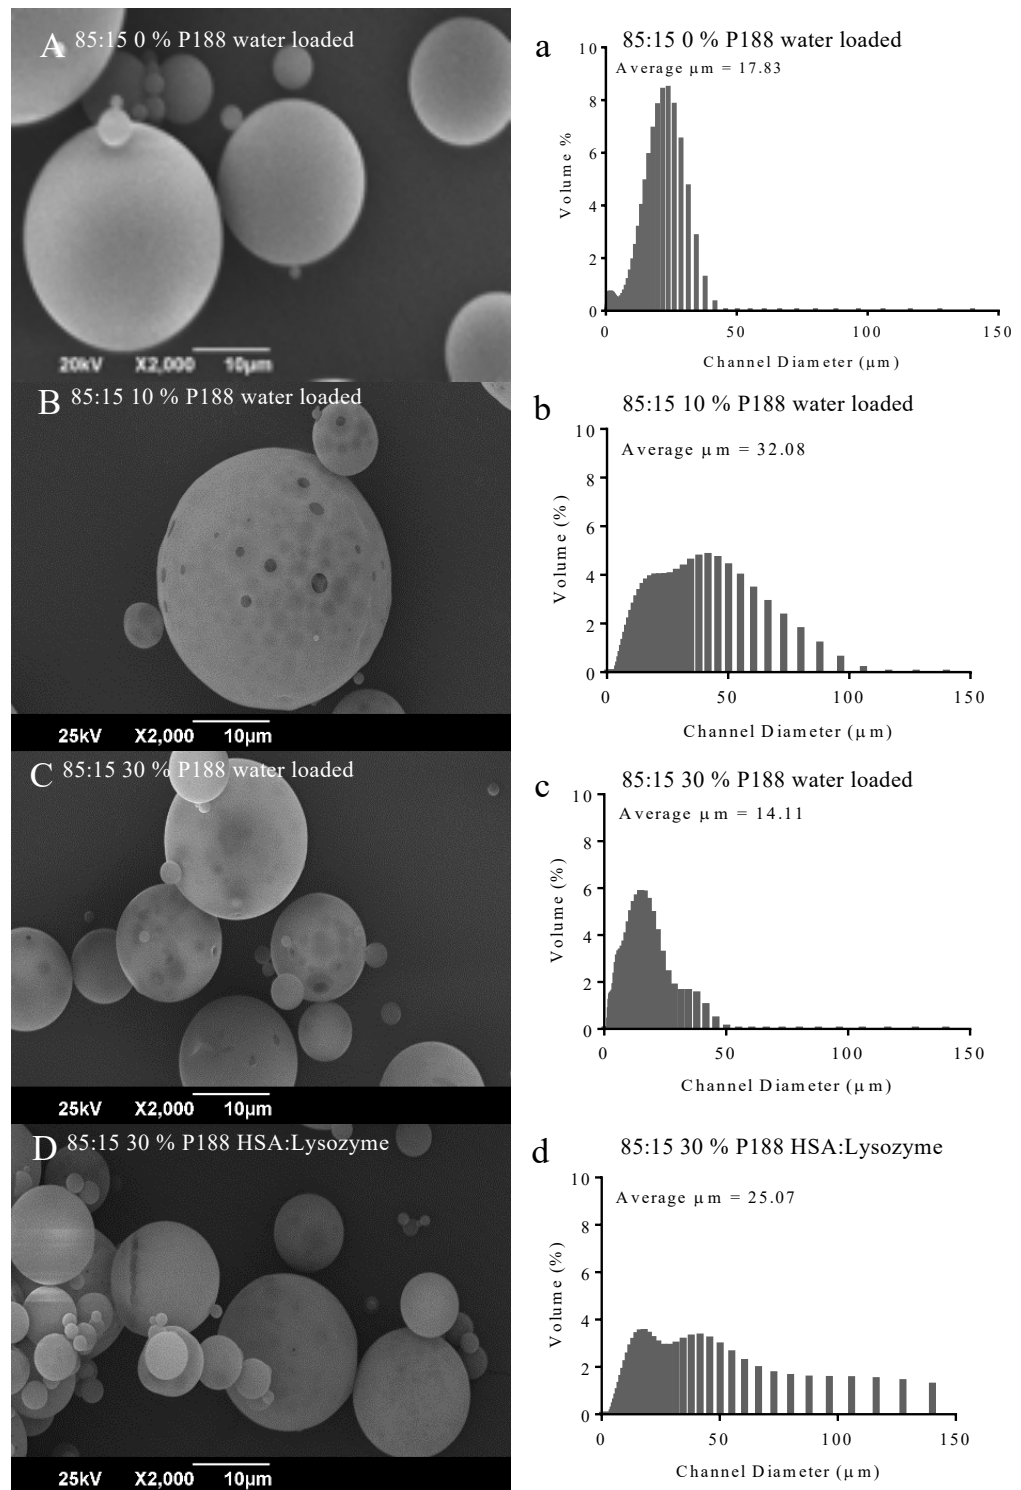 A 85:15 0 % P188 water loaded
20kV X2,000 10µm
a 85:15 0 % P188 water loaded
Average µm = 17.83
10
8
6
4
2
0
Volume %
0 50 100 150
Channel Diameter (µm)
B 85:15 10 % P188 water loaded
25kV X2,000 10µm
b 85:15 10 % P188 water loaded
Average µm = 32.08
10
8
6
4
2
0
Volume (%)
0 50 100 150
Channel Diameter (µm)
C 85:15 30 % P188 water loaded
25kV X2,000 10µm
c 85:15 30 % P188 water loaded
Average µm = 14.11
10
8
6
4
2
0
Volume (%)
0 50 100 150
Channel Diameter (µm)
D 85:15 30 % P188 HSA:Lysozyme
25kV X2,000 10µm
d 85:15 30 % P188 HSA:Lysozyme
Average µm = 25.07
10
8
6
4
2
0
Volume (%)
0 50 100 150
Channel Diameter (µm)